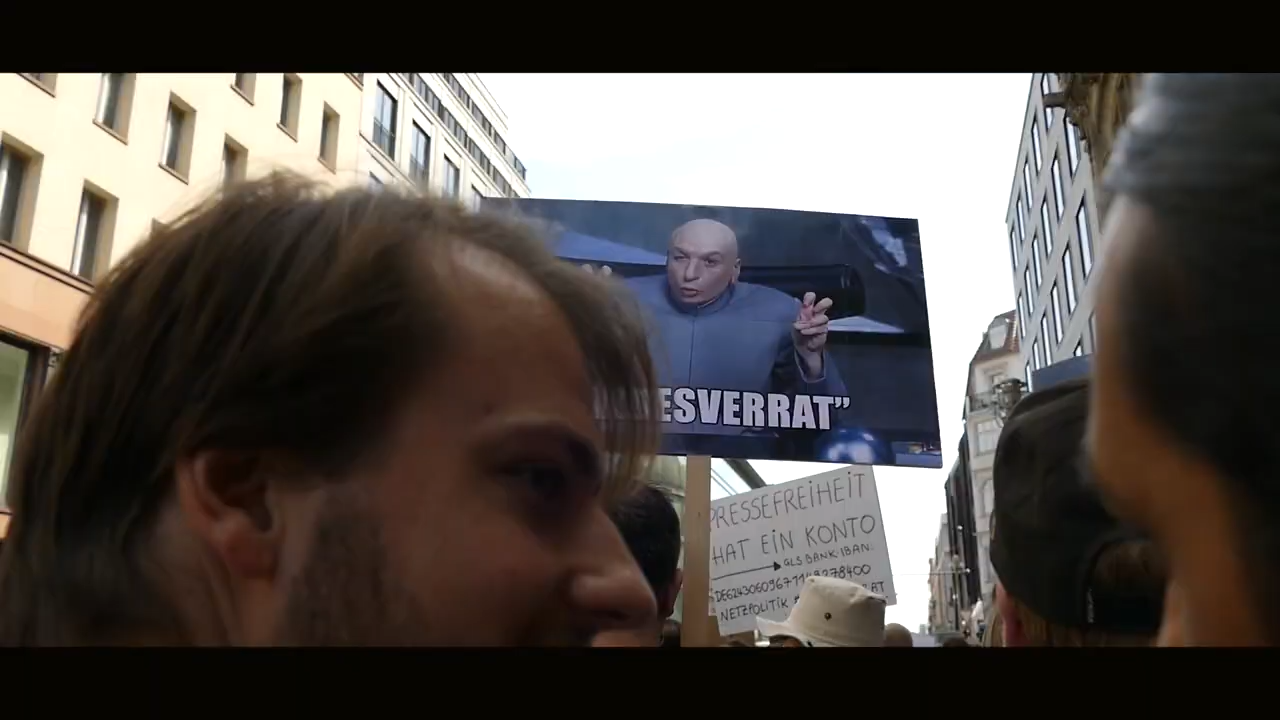 ESVERRAT”
PRESSEFREIHEIT
HAT EIN KONTO
GLS BANK·IBAN:
NETZPOLITIK